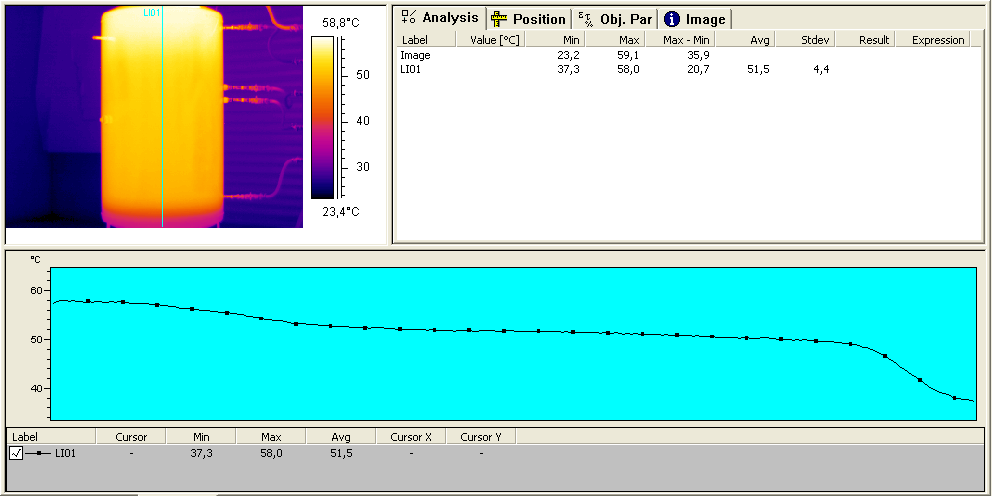 LI01
58,8°C
50
40
30
23,4°C
Analysis Position Obj. Par Image
Label Value [°C] Min Max Max - Min Avg Stdev Result Expression
Image 23,2 59,1 35,9
LI01 37,3 58,0 20,7 51,5 4,4
°C
60
50
40
Label Cursor Min Max Avg Cursor X Cursor Y
LI01 - 37,3 58,0 51,5 - -